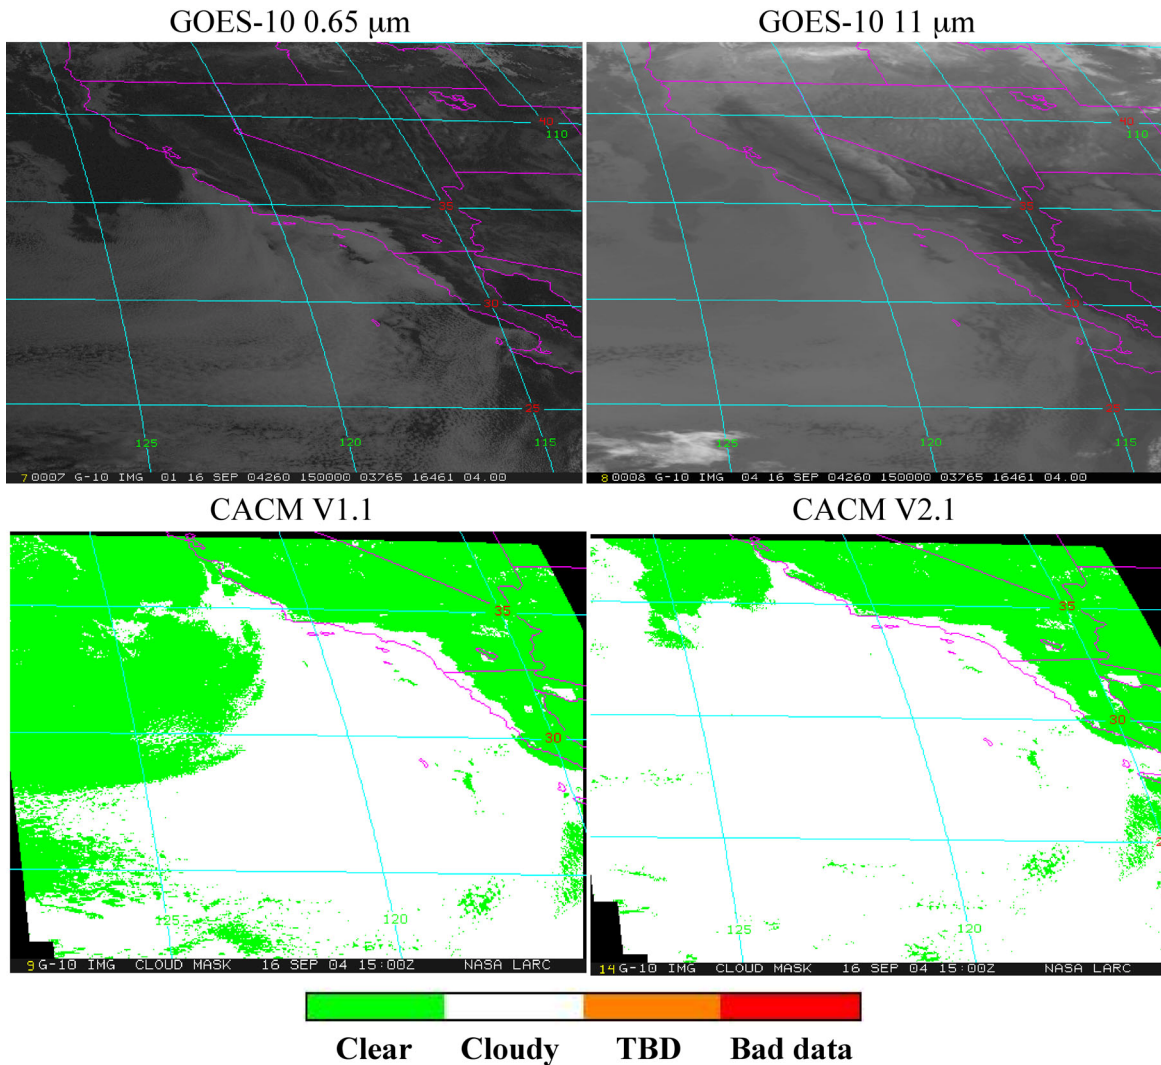 GOES-10 0.65 μm
GOES-10 11 μm
40
110
35
30
25
125
120
115
7 0007 G-10 IMG 01 16 SEP 04260 150000 03765 16461 04.00
40
110
35
30
125
120
115
8 0008 G-10 IMG 04 16 SEP 04260 150000 03765 16461 04.00
CACM V1.1
CACM V2.1
35
30
125
120
9 G-10 IMG CLOUD MASK 16 SEP 04 15:00Z NASA LARC
35
30
125
120
14 G-10 IMG CLOUD MASK 16 SEP 04 15:00Z NASA LARC
Clear Cloudy TBD Bad data